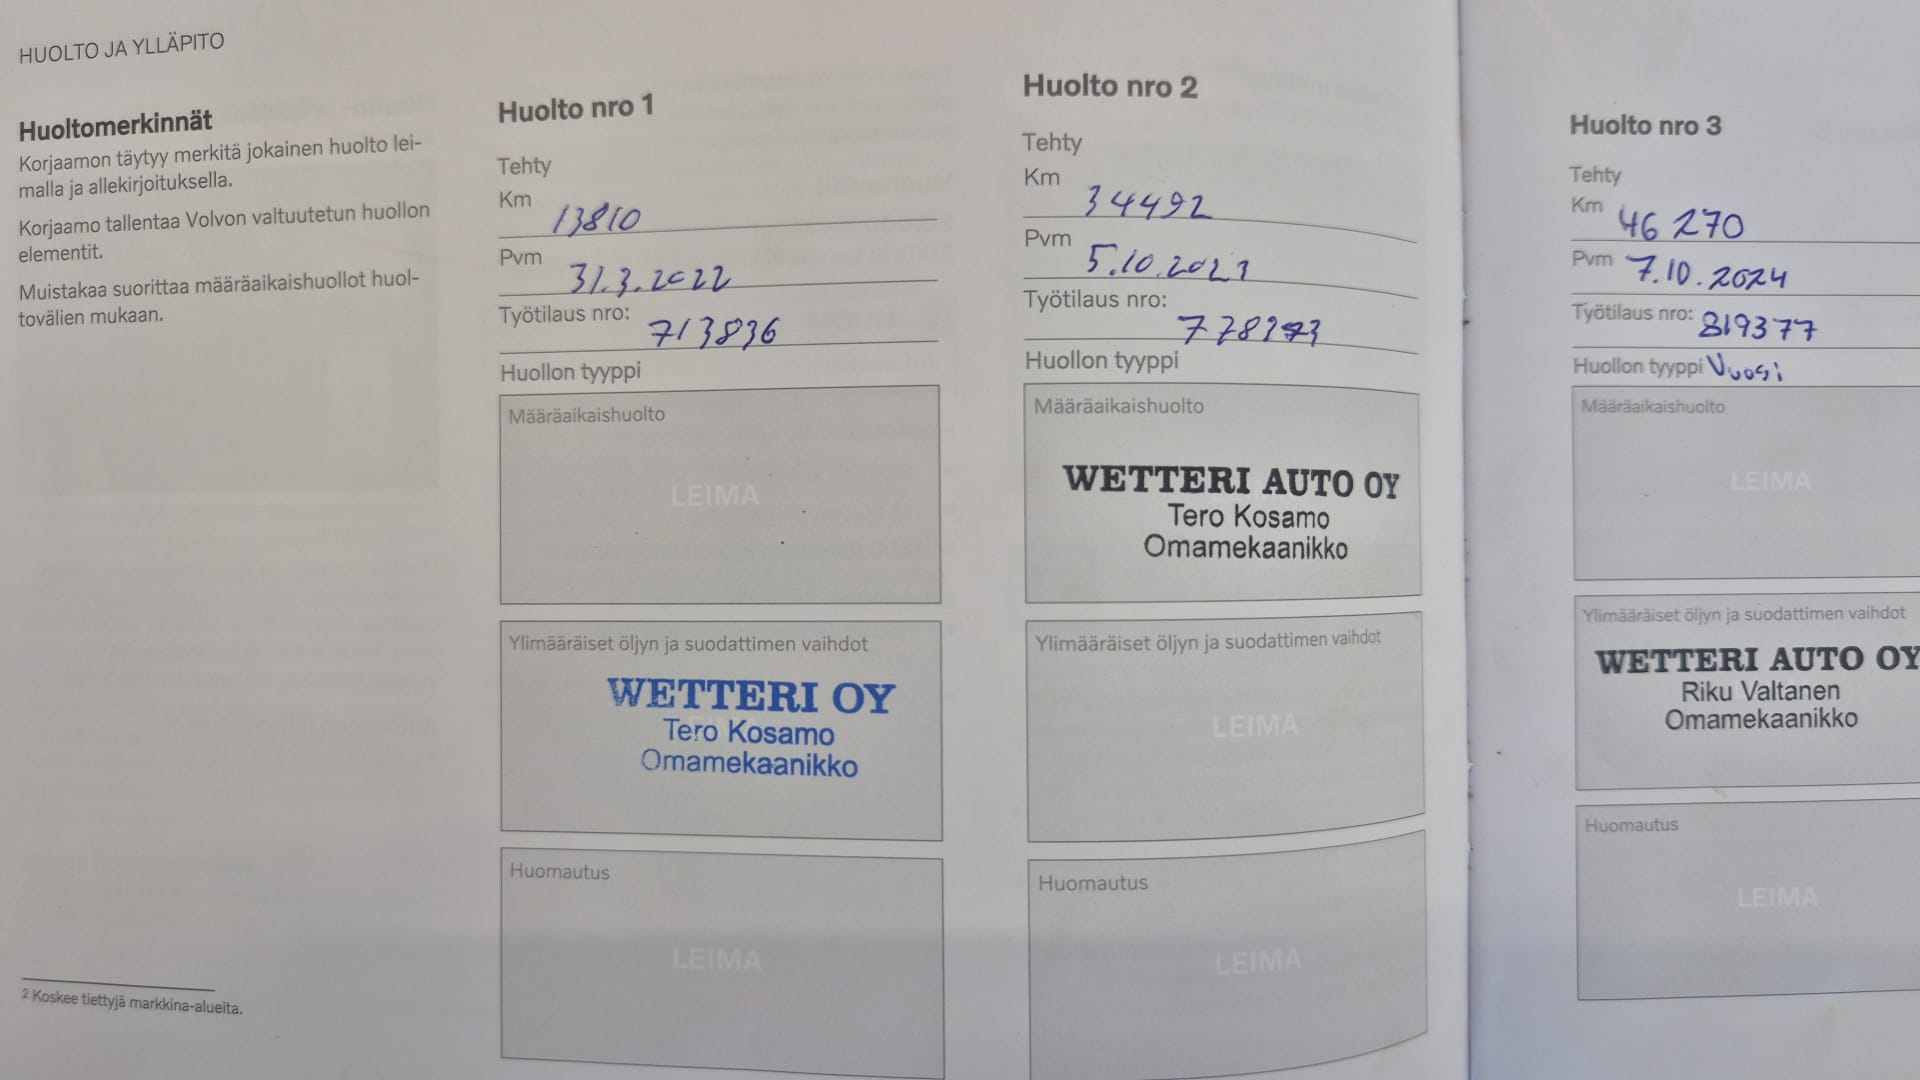 HUOLTO JA YLLÄPITO
Huoltomerkinnät
Korjaamon täytyy merkitä jokainen huolto lei-
malla ja allekirjoituksella.
Korjaamo tallentaa Volvon valtuutetun huollon
elementit.
Muistakaa suorittaa määräaikaishuollot huol-
tovälien mukaan.
2 Koskee tiettyjä markkina-alueita.
Huolto nro 1
Tehty
Km 13810
Pvm 31.3.2022
Työtilaus nro: 713836
Huollon tyyppi
Määräaikaishuolto
LEIMA
Ylimääräiset öljyn ja suodattimen vaihdot
WETTERI OY
Tero Kosamo
Omamekaanikko
Huomautus
LEIMA
Huolto nro 2
Tehty
Km 34492
Pvm
Työtilaus nro:
Huollon tyyppi
Määräaikaishuolto
WETTERI AUTO OY
Tero Kosamo
Omamekaanikko
Ylimääräiset öljyn ja suodattimen vaihdot
LEIMA
Huomautus
LEIMA
Huolto nro 3
Tehty
Km 46 270
Pvm 7.10.2024
Työtilaus nro: 819377
Huollon tyyppi Vuosi
Määräaikaishuolto
LEIMA
Ylimääräiset öljyn ja suodattimen vaihdot
WETTERI AUTO OY
Riku Valtanen
Omamekaanikko
Huomautus
LEIMA